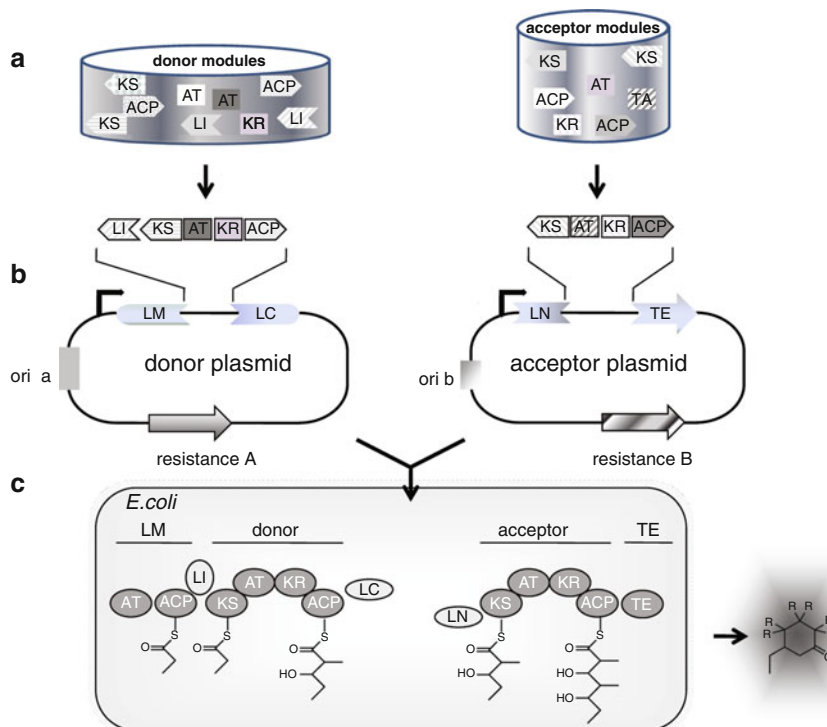 a
donor modules
KS
ACP
KS
AT
AT
LI
KR
ACP
LI
acceptor modules
KS
KS
AT
ACP
TA
KR
ACP
LI KS AT KR ACP
KS AT KR ACP
b
LM LC
donor plasmid
ori a
resistance A
LN TE
acceptor plasmid
ori b
resistance B
c
E.coli
LM donor acceptor TE
AT ACP LI KS AT KR ACP LC
LN KS AT KR ACP TE
S S S S S
O O O O O
HO HO HO
HO
R R
R R
R R
O